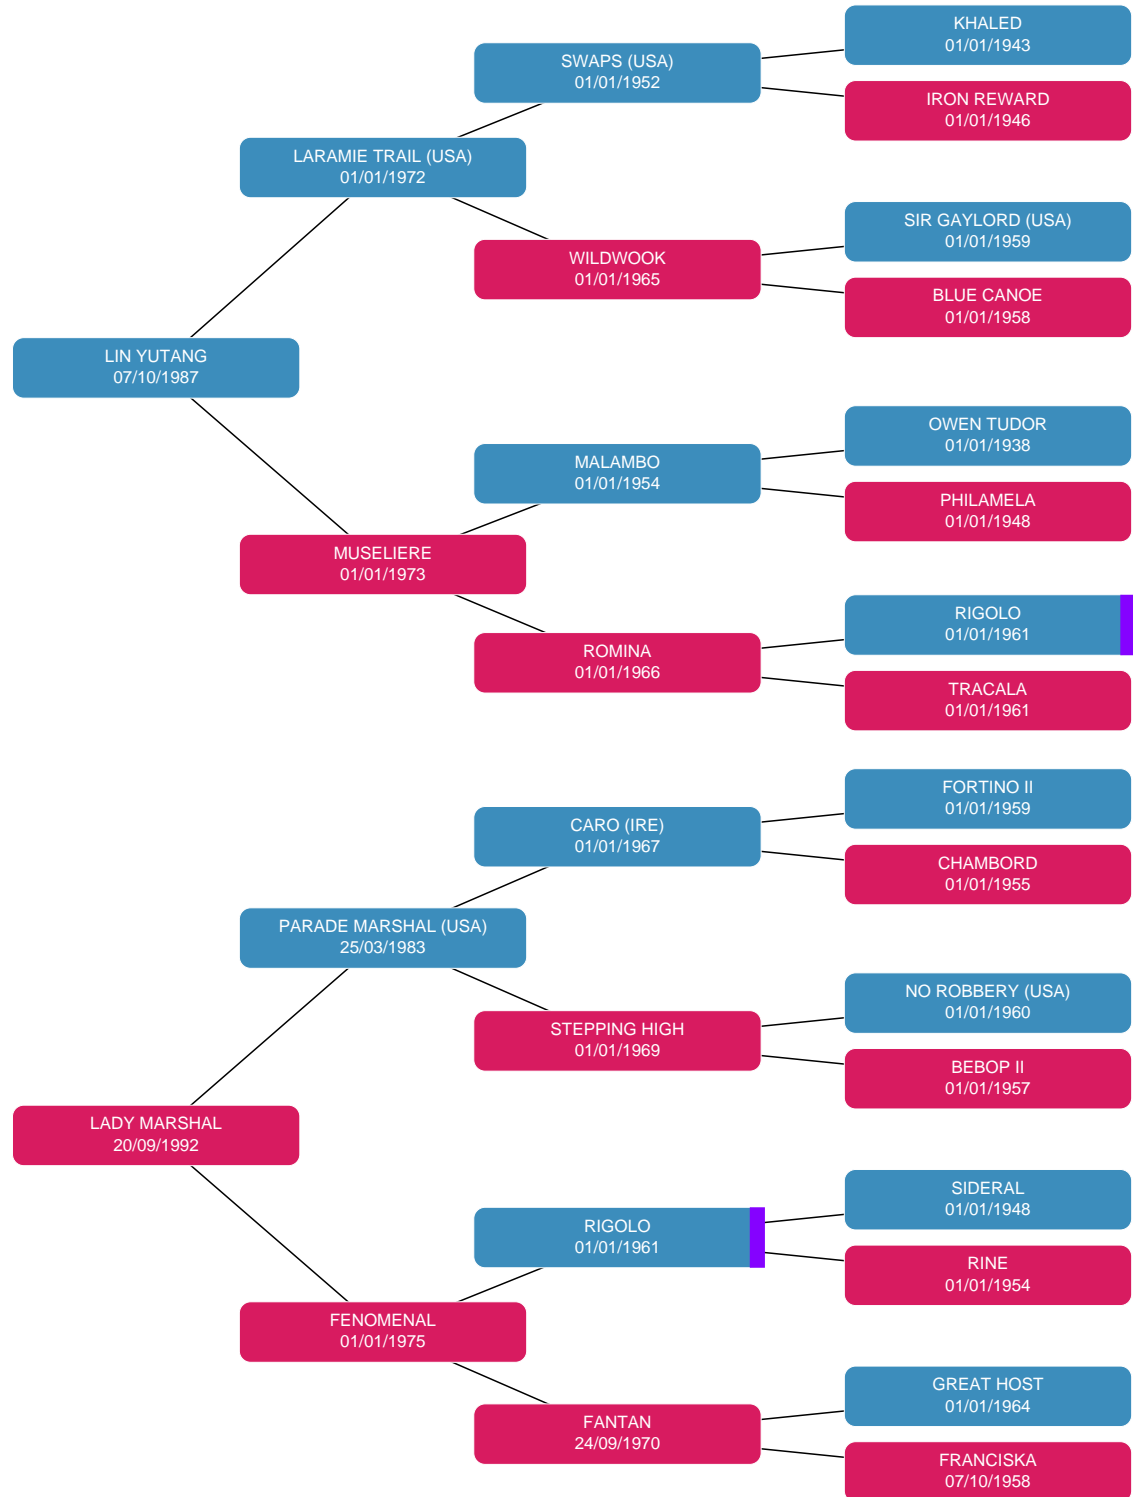 KHALED
01/01/1943
SWAPS (USA)
01/01/1952
IRON REWARD
01/01/1946
LARAMIE TRAIL (USA)
01/01/1972
SIR GAYLORD (USA)
01/01/1959
WILDWOOK
01/01/1965
BLUE CANOE
01/01/1958
LIN YUTANG
07/10/1987
OWEN TUDOR
01/01/1938
MALAMBO
01/01/1954
PHILAMELA
01/01/1948
MUSELIERE
01/01/1973
RIGOLO
01/01/1961
ROMINA
01/01/1966
TRACALA
01/01/1961
FORTINO II
01/01/1959
CARO (IRE)
01/01/1967
CHAMBORD
01/01/1955
PARADE MARSHAL (USA)
25/03/1983
NO ROBBERY (USA)
01/01/1960
STEPPING HIGH
01/01/1969
BEBOP II
01/01/1957
LADY MARSHAL
20/09/1992
SIDERAL
01/01/1948
RIGOLO
01/01/1961
RINE
01/01/1954
FENOMENAL
01/01/1975
GREAT HOST
01/01/1964
FANTAN
24/09/1970
FRANCISKA
07/10/1958